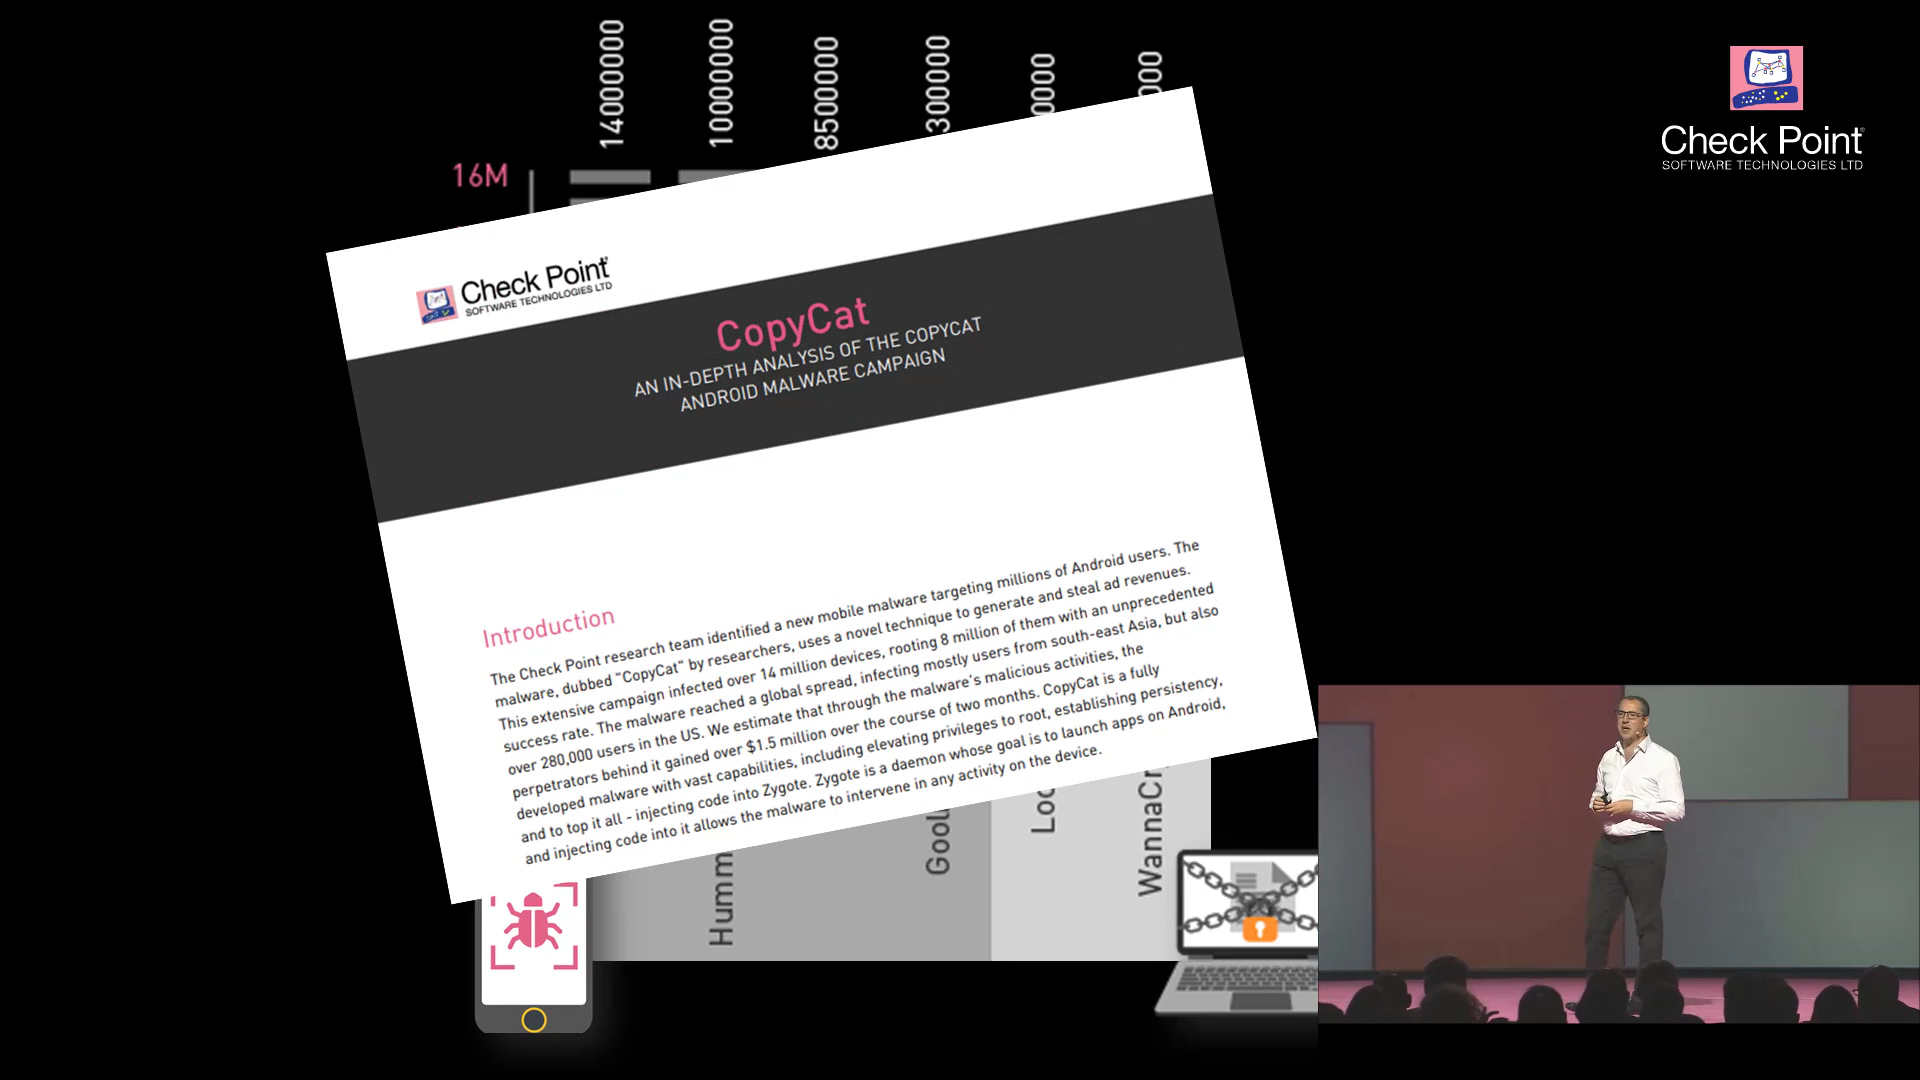 14000000
10000000
8500000
300000
0000
000
16M
Check Point
SOFTWARE TECHNOLOGIES LTD
Check Point
SOFTWARE TECHNOLOGIES LTD
CopyCat
AN IN-DEPTH ANALYSIS OF THE COPYCAT
ANDROID MALWARE CAMPAIGN
Introduction
The Check Point research team identified a new mobile malware targeting millions of Android users. The
malware, dubbed "CopyCat" by researchers, uses a novel technique to generate and steal ad revenues.
This extensive campaign infected over 14 million devices, rooting 8 million of them with an unprecedented
success rate. The malware reached a global spread, infecting mostly users from south-east Asia, but also
over 280,000 users in the US. We estimate that through the malware's malicious activities, the
perpetrators behind it gained over $1.5 million over the course of two months. CopyCat is a fully
developed malware with vast capabilities, including elevating privileges to root, establishing persistency,
and to top it all - injecting code into Zygote. Zygote is a daemon whose goal is to launch apps on Android,
and injecting code into it allows the malware to intervene in any activity on the device.
Humm
Gool
Loc
WannaCr